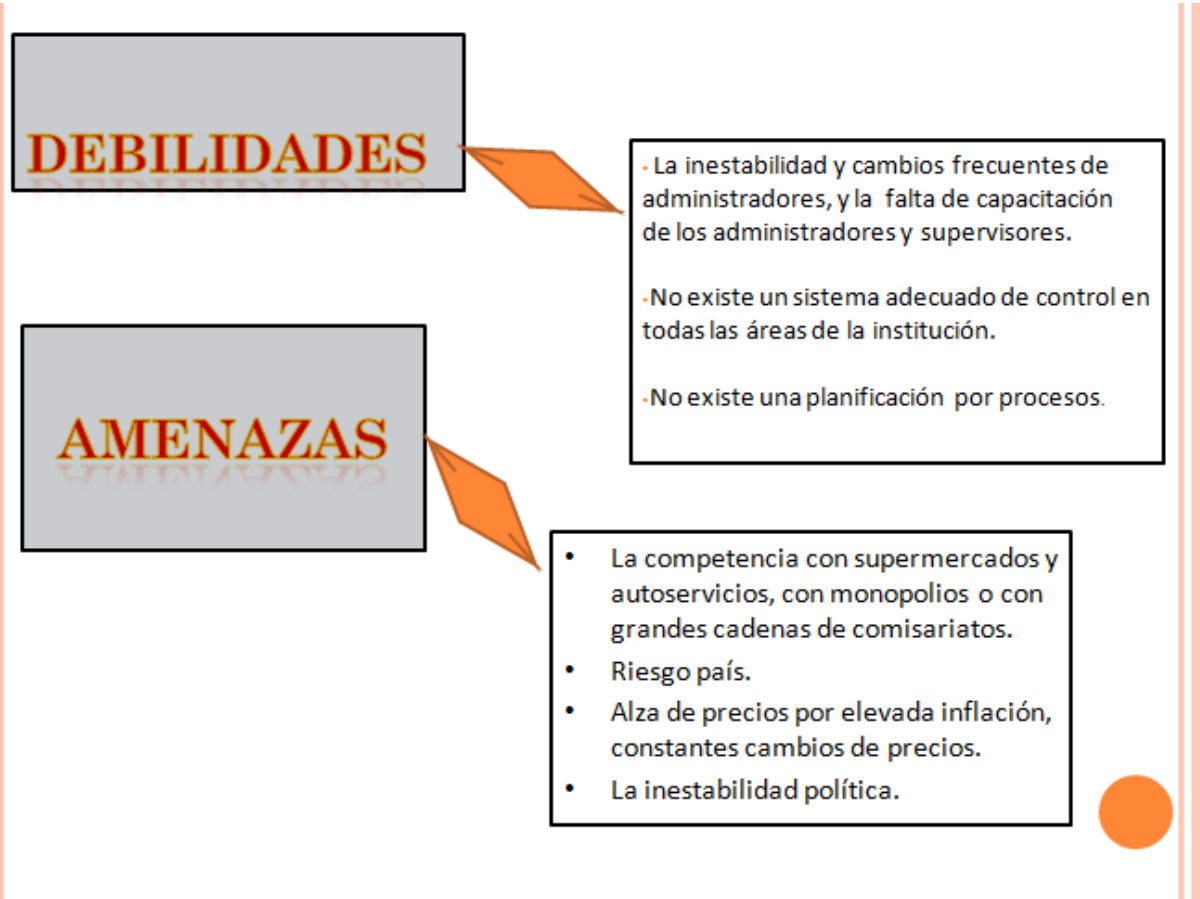 DEBILIDADES
• La inestabilidad y cambios frecuentes de
administradores, y la falta de capacitación
de los administradores y supervisores.
•No existe un sistema adecuado de control en
todas las áreas de la institución.
•No existe una planificación por procesos.
AMENAZAS
• La competencia con supermercados y
autoservicios, con monopolios o con
grandes cadenas de comisariatos.
• Riesgo país.
• Alza de precios por elevada inflación,
constantes cambios de precios.
• La inestabilidad política.